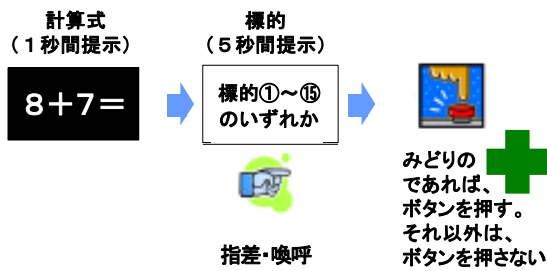 計算式
（１秒間提示）
８＋７＝
標的
（５秒間提示）
標的①～⑮
のいずれか
指差・喚呼
みどりの
であれば、
ボタンを押す。
それ以外は、
ボタンを押さない